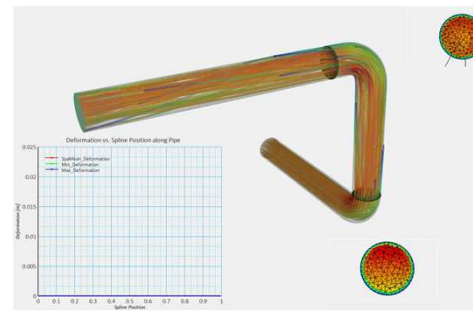 Deformation vs. Spline Position along Pipe
0.025
SpaMean_Deformation
Min_Deformation
Max_Deformation
0.02
0.015
0.01
0.005
0
Deformation [m]
0 0.1 0.2 0.3 0.4 0.5 0.6 0.7 0.8 0.9 1
Spline Position